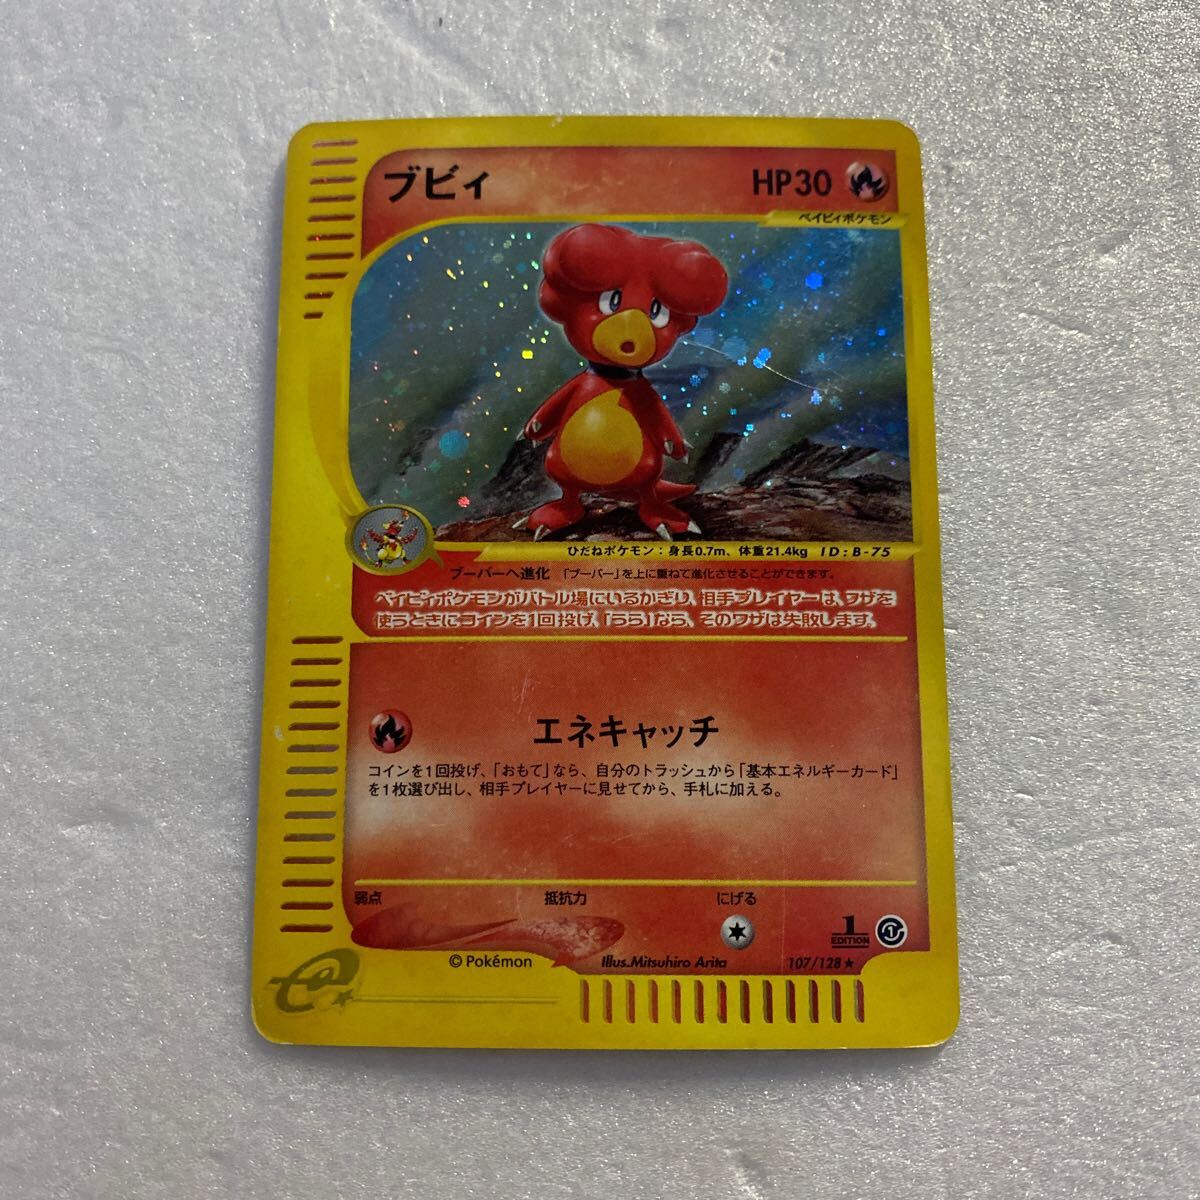 ブビィ HP30
ベイビィポケモン
ひだねポケモン：身長0.7m、体重21.4kg ID:B-75
ブーバーへ進化 「ブーバー」を上に重ねて進化させることができます。
ベイビィポケモンがバトル場にいるかぎり、相手プレイヤーは、ワザを
使うときにコインを1回投げ、「うら」なら、そのワザは失敗します。
エネキャッチ
コインを1回投げ、「おもて」なら、自分のトラッシュから「基本エネルギーカード」
を1枚選び出し、相手プレイヤーに見せてから、手札に加える。
弱点 抵抗力 にげる
1
EDITION
©Pokémon Illus.Mitsuhiro Arita 107/128★